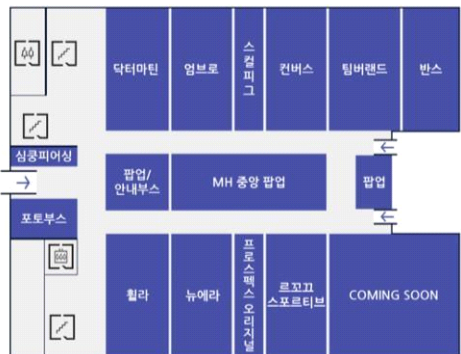 닥터마틴
엄브로
스컬피그
컨버스
팀버랜드
반스
심쿵피어싱
팝업/
안내부스
MH 중앙 팝업
팝업
포토부스
휠라
뉴에라
프로스펙스 오리지널
르꼬끄
스포르티브
COMING SOON